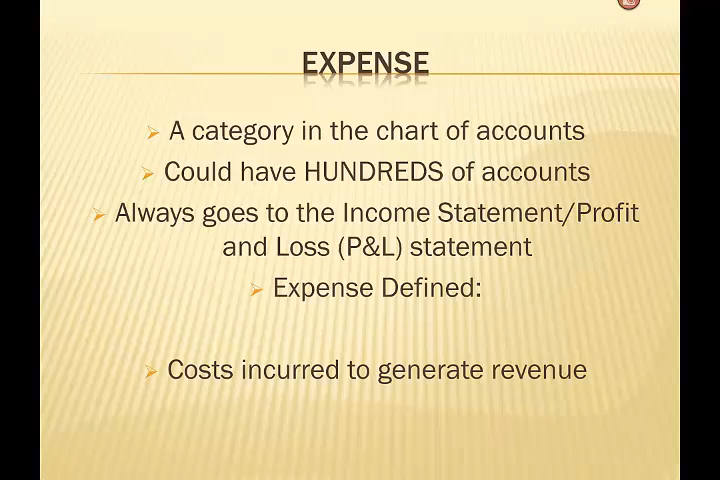 EXPENSE
A category in the chart of accounts
Could have HUNDREDS of accounts
Always goes to the Income Statement/Profit
and Loss (P&L) statement
Expense Defined:
Costs incurred to generate revenue